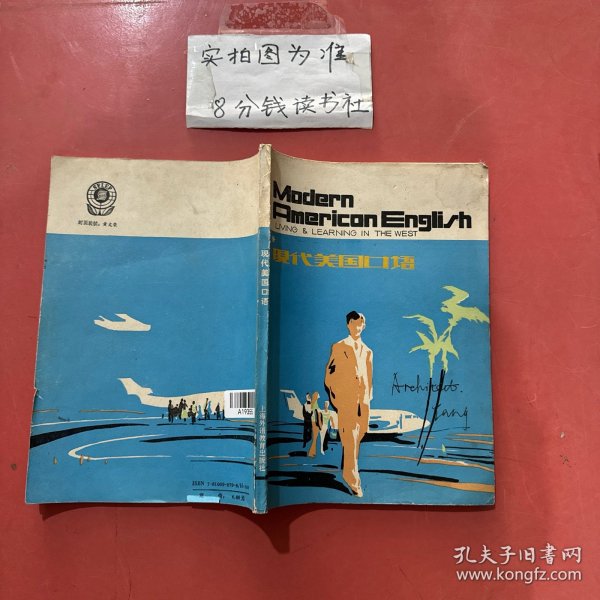 实拍图为准
8分钱读书社
Modern
American English
LIVING & LEARNING IN THE WEST
现代美国口语
Architect.
Yang
现代美国口语
上海外语教育出版社
A19355
孔夫子旧书网
www.kongfz.com